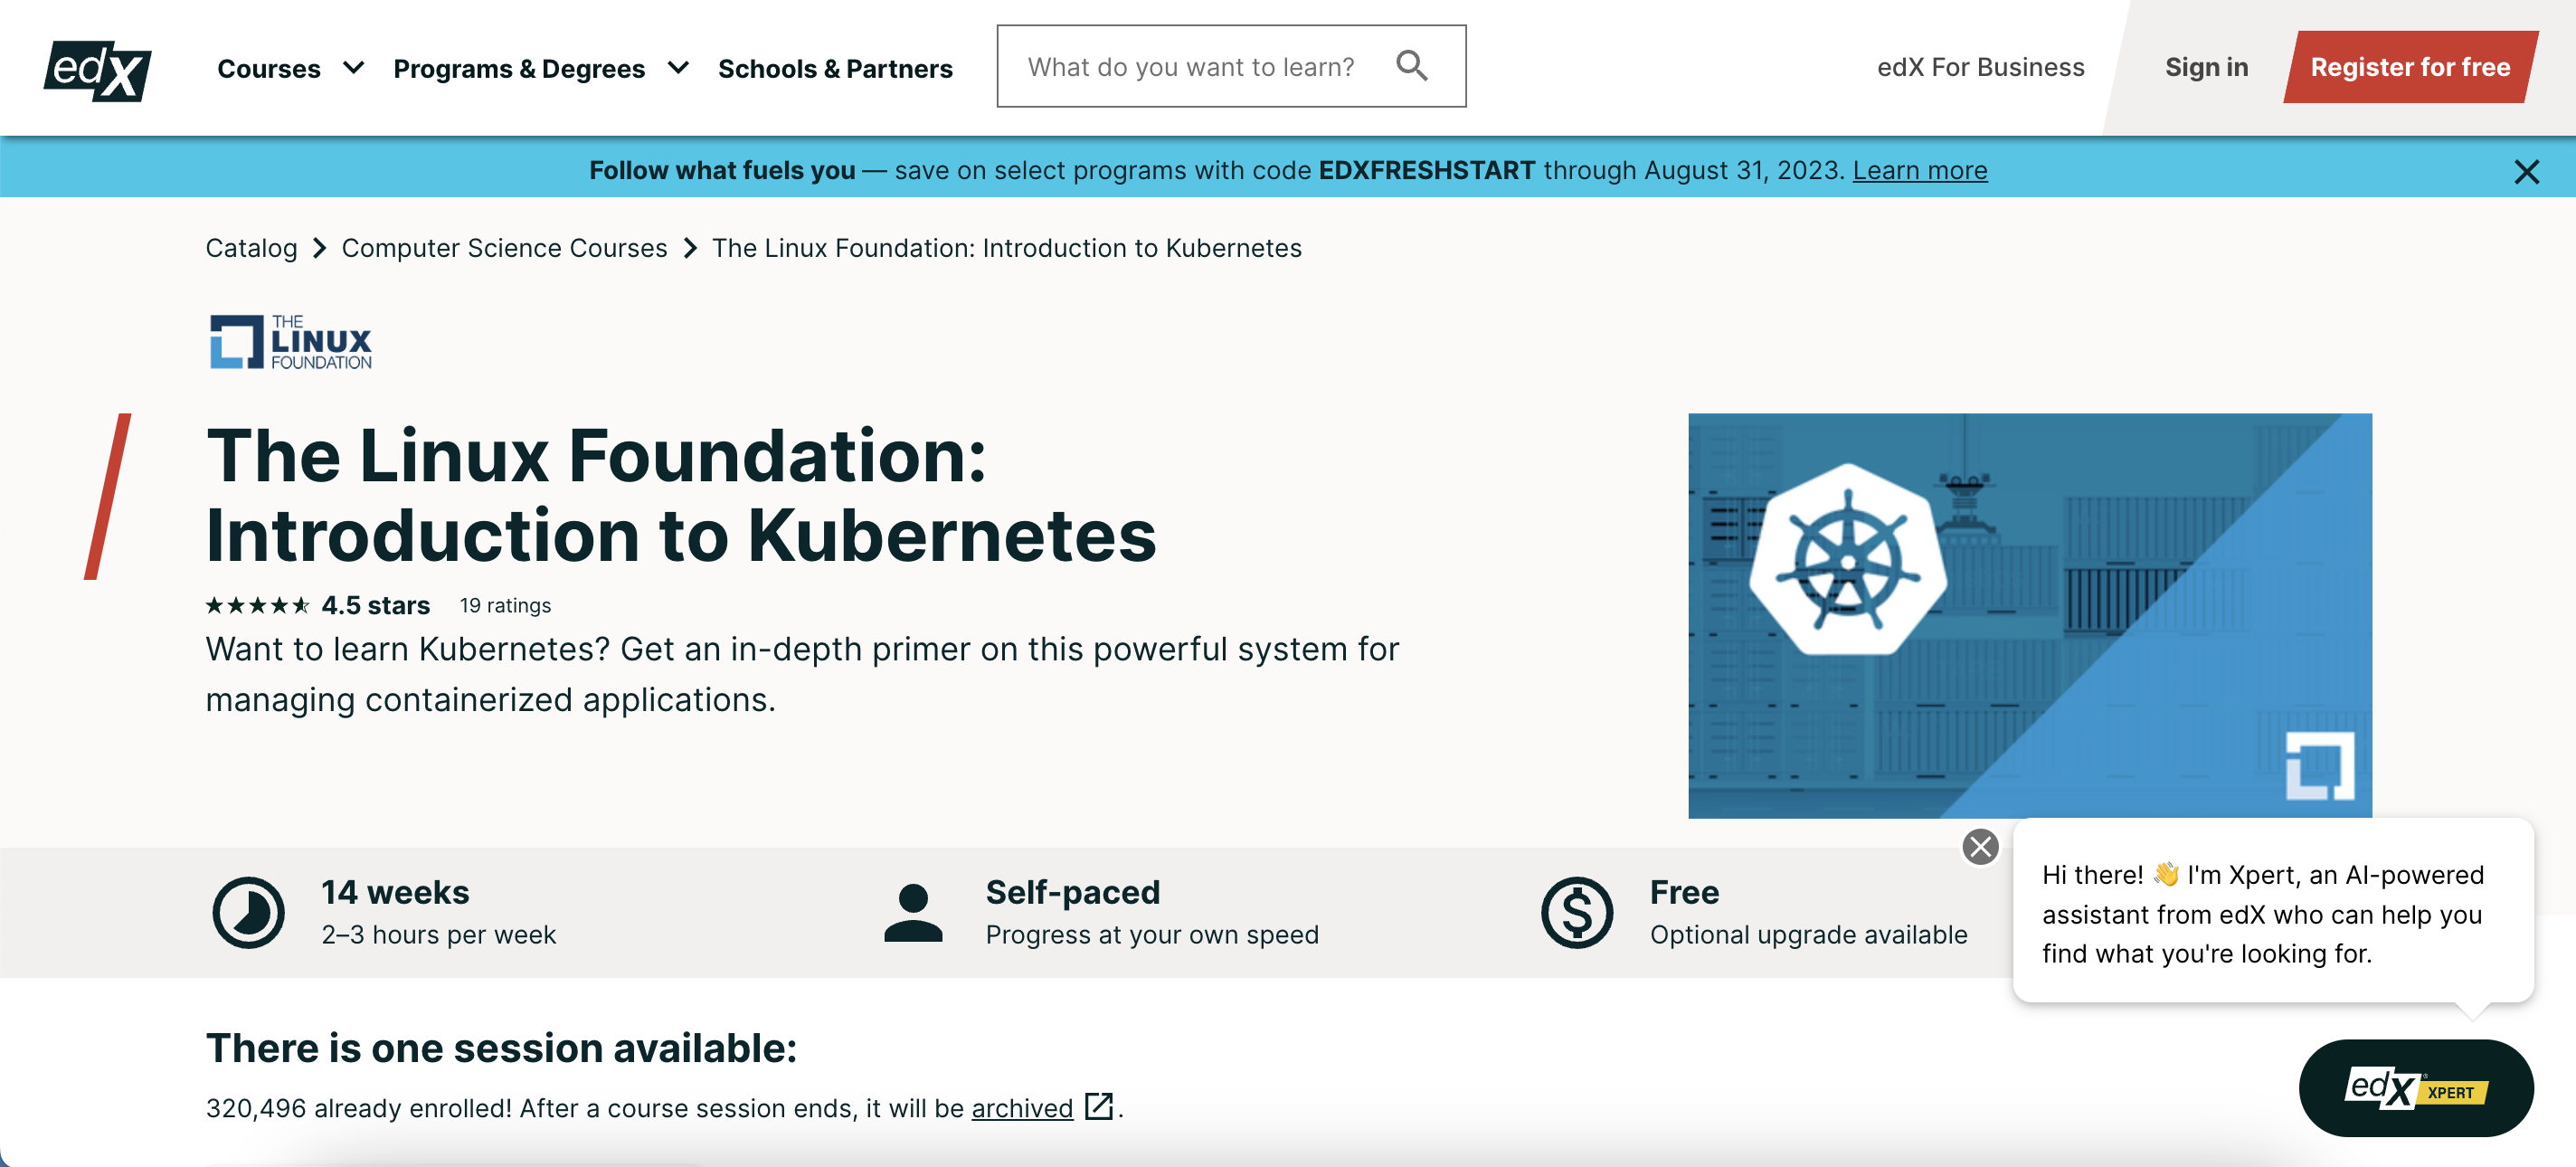 edX
Courses
Programs & Degrees
Schools & Partners
What do you want to learn?
edX For Business
Sign in
Register for free
Follow what fuels you — save on select programs with code EDXFRESHSTART through August 31, 2023. Learn more
Catalog
Computer Science Courses
The Linux Foundation: Introduction to Kubernetes
THE
LINUX
FOUNDATION
The Linux Foundation:
Introduction to Kubernetes
4.5 stars
19 ratings
Want to learn Kubernetes? Get an in-depth primer on this powerful system for
managing containerized applications.
14 weeks
2–3 hours per week
Self-paced
Progress at your own speed
Free
Optional upgrade available
Hi there! 👋 I'm Xpert, an AI-powered
assistant from edX who can help you
find what you're looking for.
There is one session available:
320,496 already enrolled! After a course session ends, it will be archived.
edX® XPERT